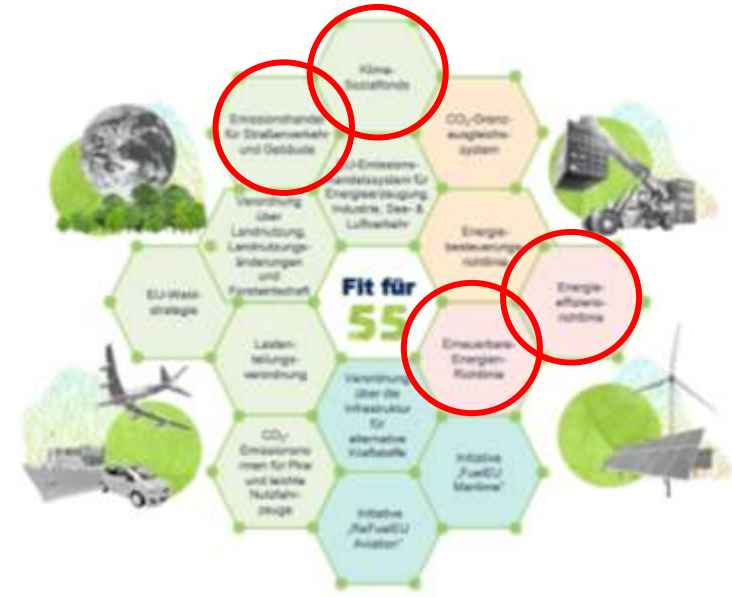 Klima-
Sozialfonds
Emissionshandel
für Straßenverkehr
und Gebäude
CO₂-Grenz-
ausgleichs-
system
EU-Emissions-
handelssystem für
Energieerzeugung,
Industrie, See- &
Luftverkehr
Verordnung
über
Landnutzung,
Landnutzungs-
änderungen
und
Forstwirtschaft
Energie-
besteuerungs-
richtlinie
EU-Wald-
strategie
Fit für
55
Energie-
effizienz-
richtlinie
Lasten-
teilungs-
verordnung
Erneuerbare-
Energien-
Richtlinie
Verordnung
über die
Infrastruktur
für
alternative
Kraftstoffe
CO₂-
Emissionsno
rmen für Pkw
und leichte
Nutzfahr-
zeuge
Initiative
„FuelEU
Maritime“
Initiative
„ReFuelEU
Aviation“